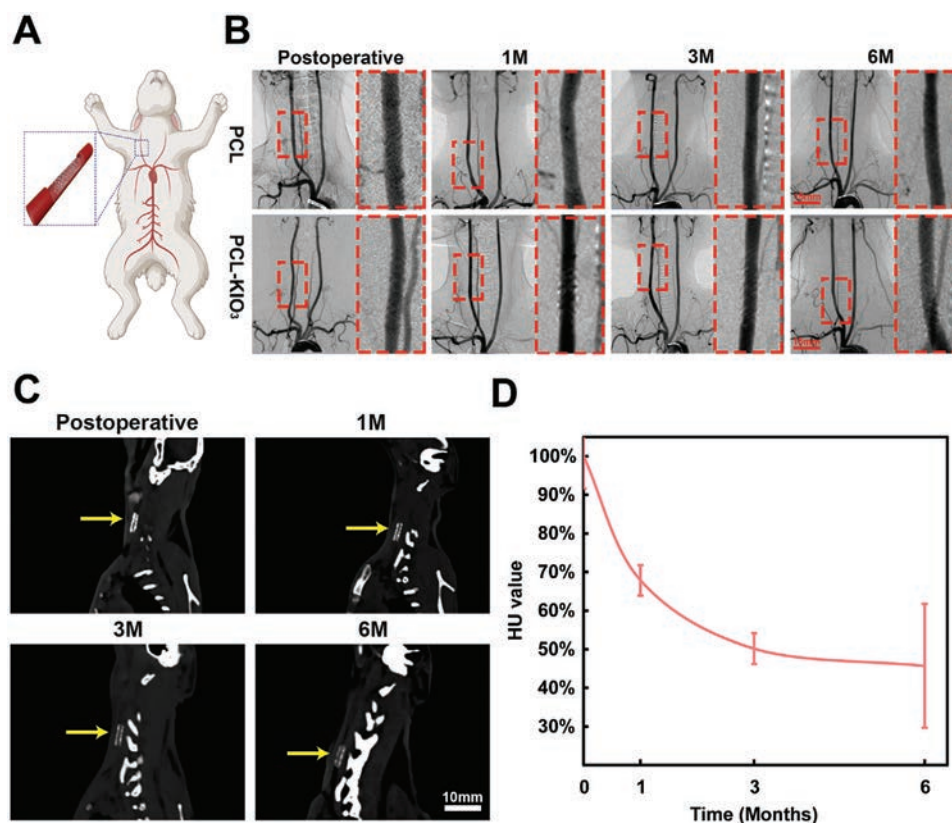 A
B
Postoperative
1M
3M
6M
PCL
PCL-KIO₃
C
Postoperative
1M
3M
6M
10mm
D
100%
90%
80%
70%
60%
50%
40%
30%
HU value
0
1
3
6
Time (Months)